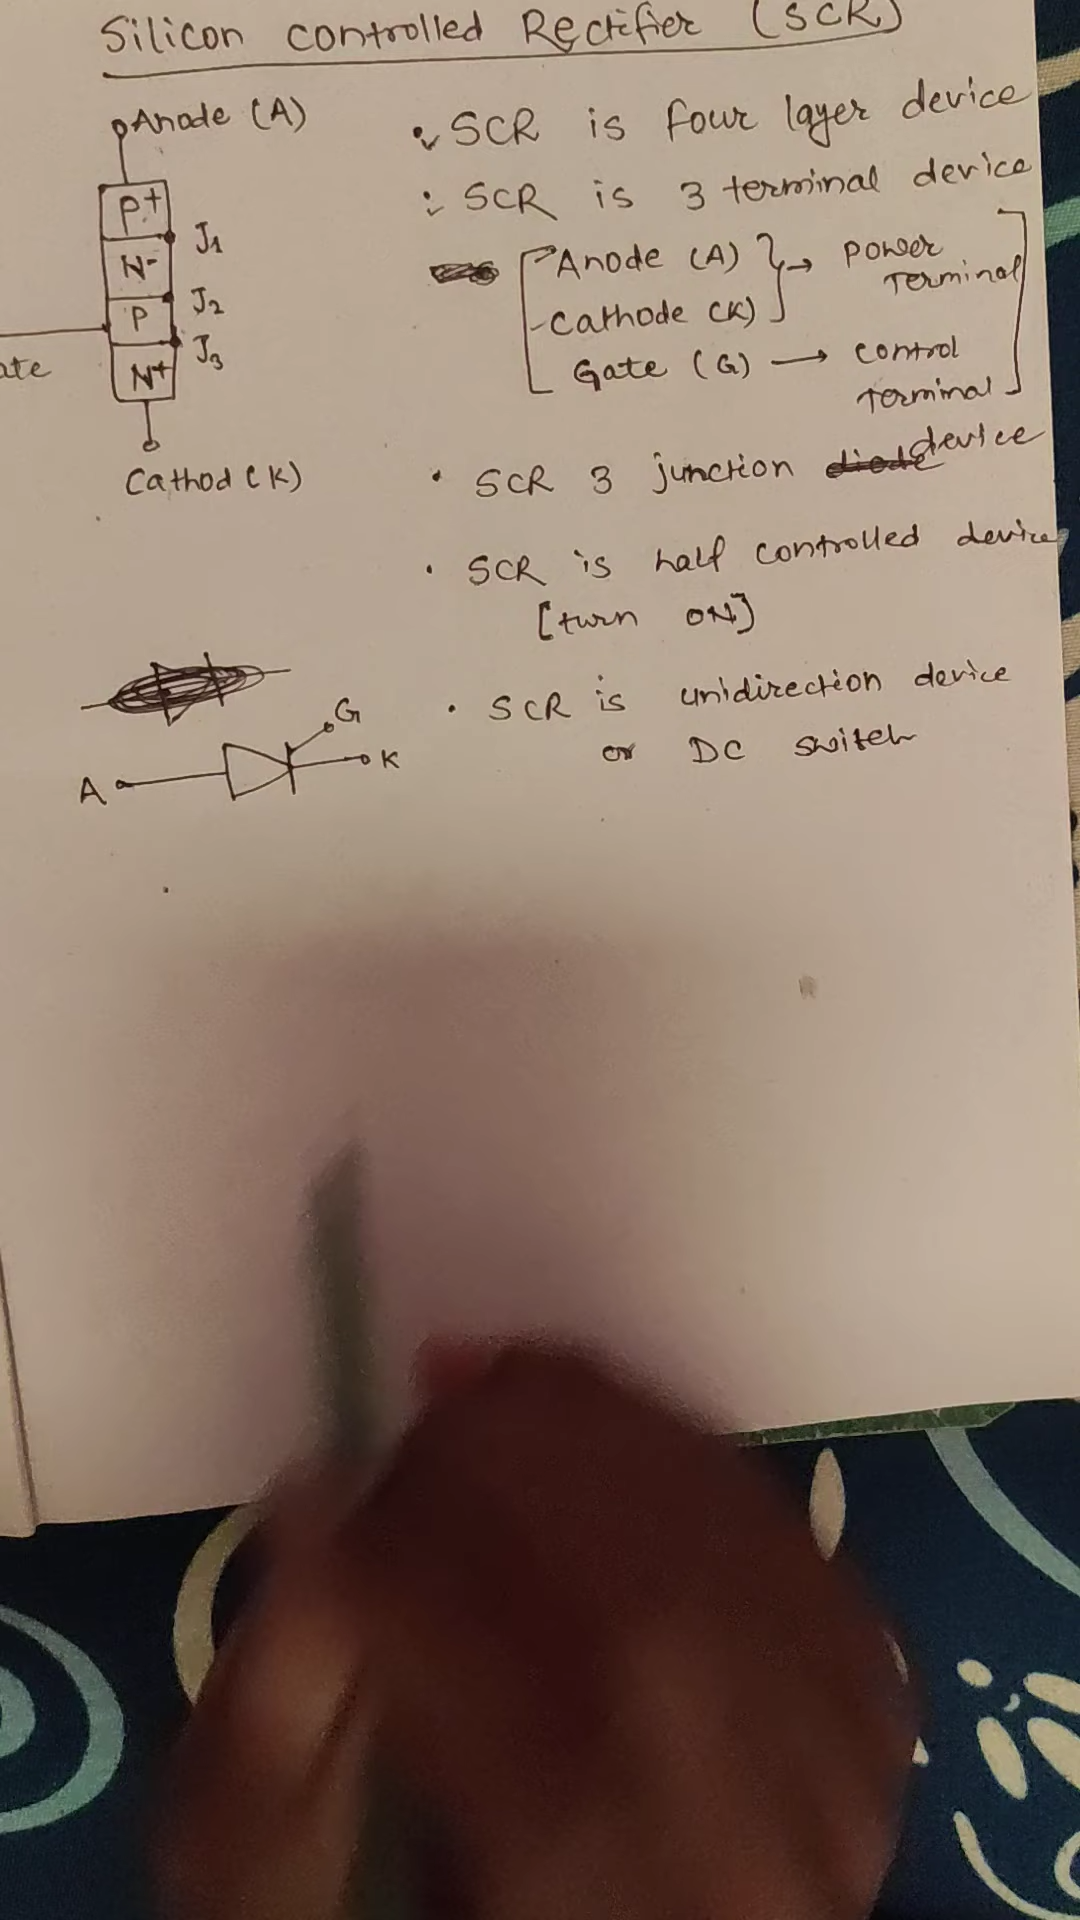 Silicon controlled Rectifier (SCR)
Anode (A)
P+
J1
N-
J2
P
J3
ate
N+
Cathod (K)
SCR is four layer device
SCR is 3 terminal device
Anode (A) } → power terminal
Cathode (K)
Gate (G) → control terminal
SCR 3 junction device
SCR is half controlled device
[turn ON]
SCR is unidirection device
or DC switch
G
A
K